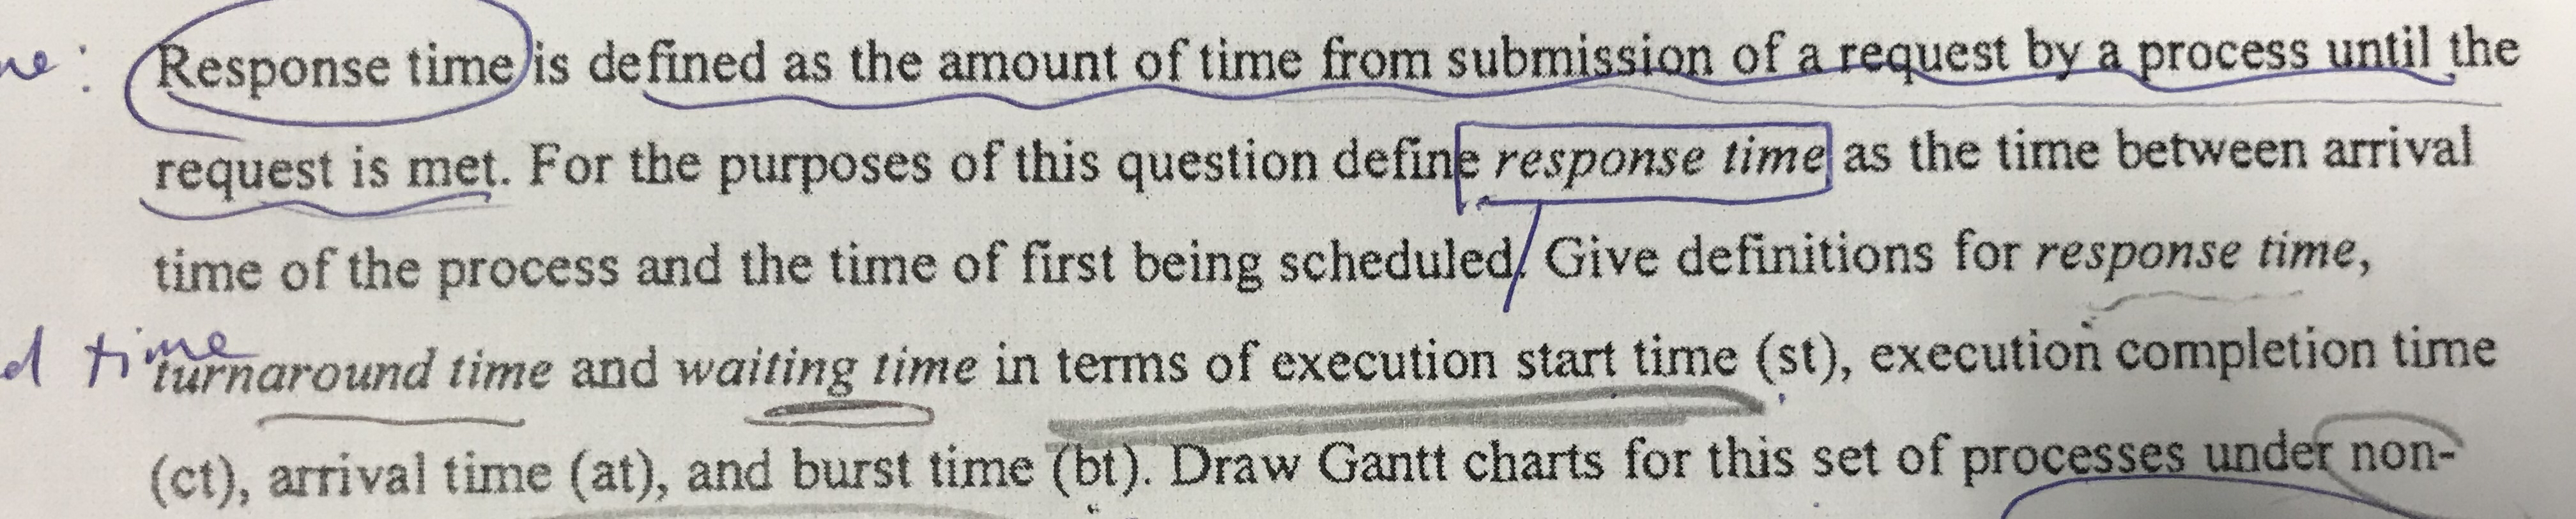 Response time is defined as the amount of time from submission of a request by a process until the
request is met. For the purposes of this question define response time as the time between arrival
time of the process and the time of first being scheduled. Give definitions for response time,
d time
turnaround time and waiting time in terms of execution start time (st), execution completion time
(ct), arrival time (at), and burst time (bt). Draw Gantt charts for this set of processes under non-